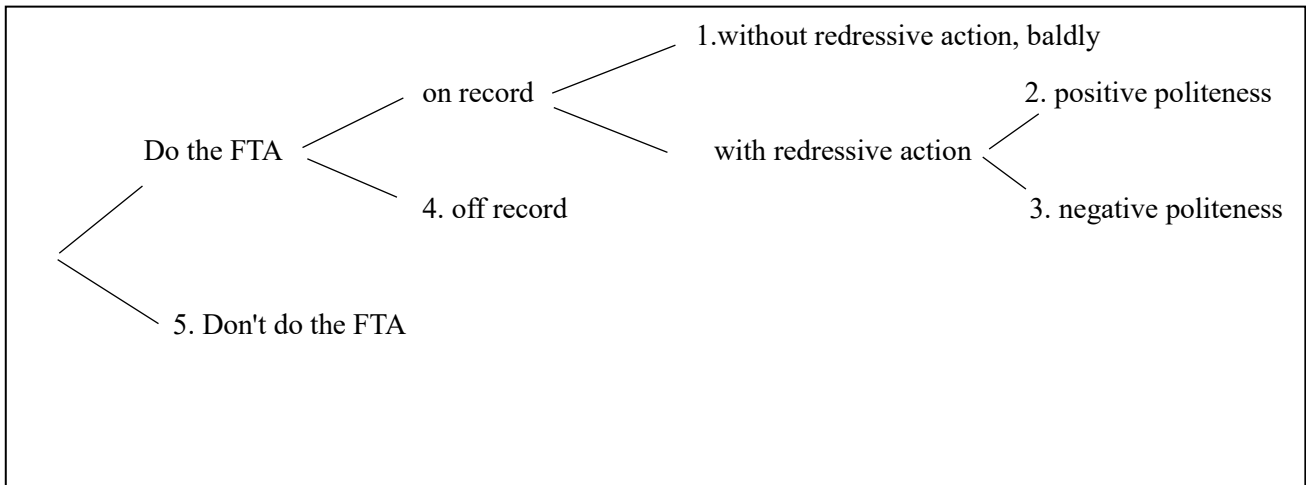 1.without redressive action, baldly
on record
2. positive politeness
Do the FTA
with redressive action
4. off record
3. negative politeness
5. Don't do the FTA